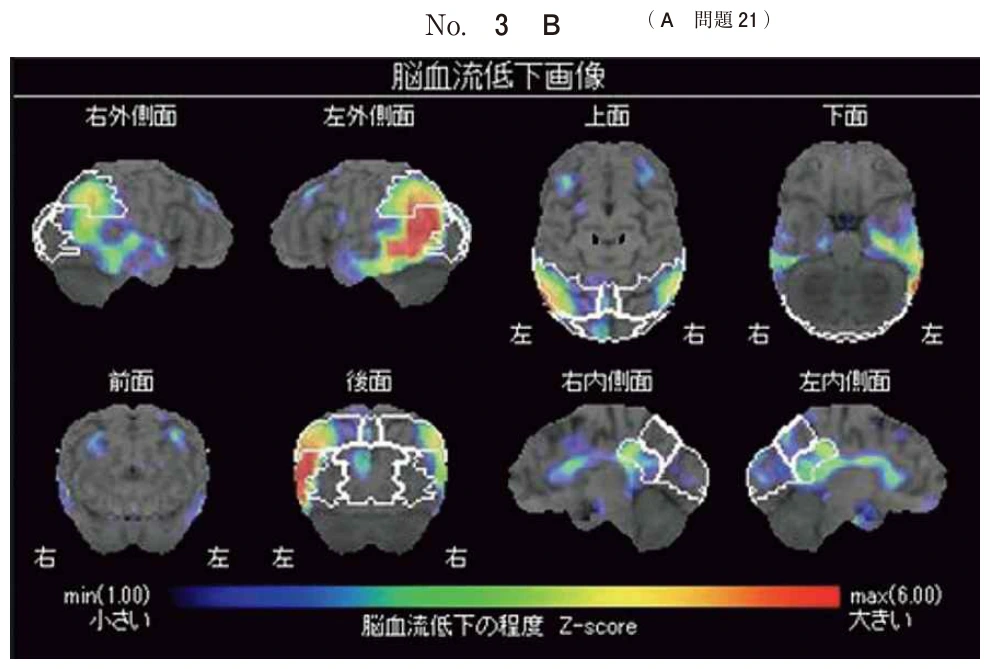 No. 3 B （A 問題21）
脳血流低下画像
右外側面 左外側面 上面 下面
左 右 右 左
前面 後面 右内側面 左内側面
右 左 左 右
min(1.00) max(6.00)
小さい 大きい
脳血流低下の程度 Z-score